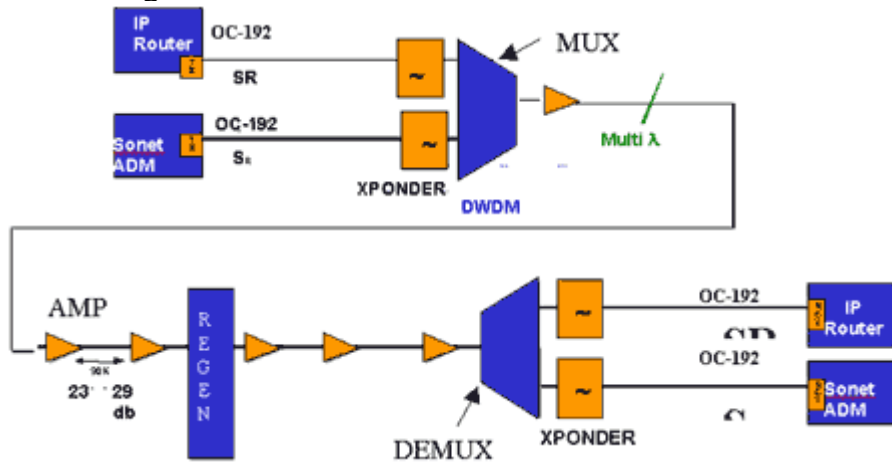 IP
Router
OC-192
SR
MUX
Sonet
ADM
OC-192
XPONDER
DWDM
Multi λ
AMP
23
29
db
REGEN
DEMUX
XPONDER
OC-192
IP
Router
OC-192
Sonet
ADM